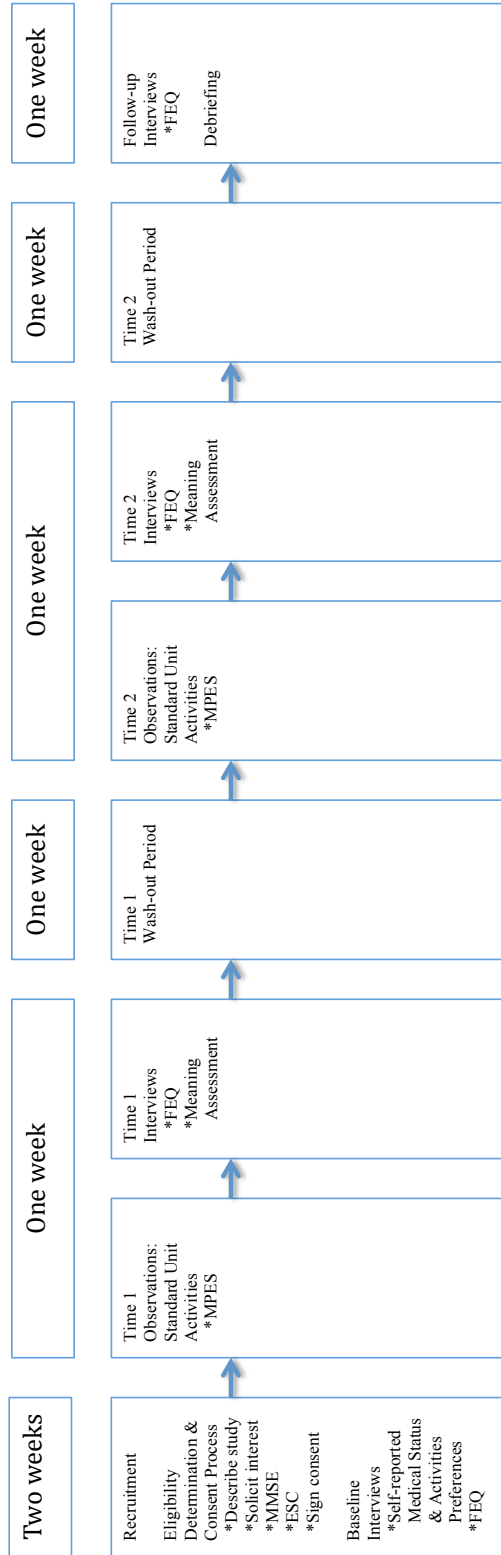 Two weeks
One week
One week
One week
One week
One week
Recruitment
Eligibility
Determination &
Consent Process
*Describe study
*Solicit interest
*MMSE
*ESC
*Sign consent
Baseline
Interviews
*Self-reported
Medical Status
& Activities
Preferences
*FEQ
Time 1
Observations:
Standard Unit
Activities
*MPES
Time 1
Interviews
*FEQ
*Meaning
Assessment
Time 1
Wash-out Period
Time 2
Observations:
Standard Unit
Activities
*MPES
Time 2
Interviews
*FEQ
*Meaning
Assessment
Time 2
Wash-out Period
Follow-up
Interviews
*FEQ
Debriefing